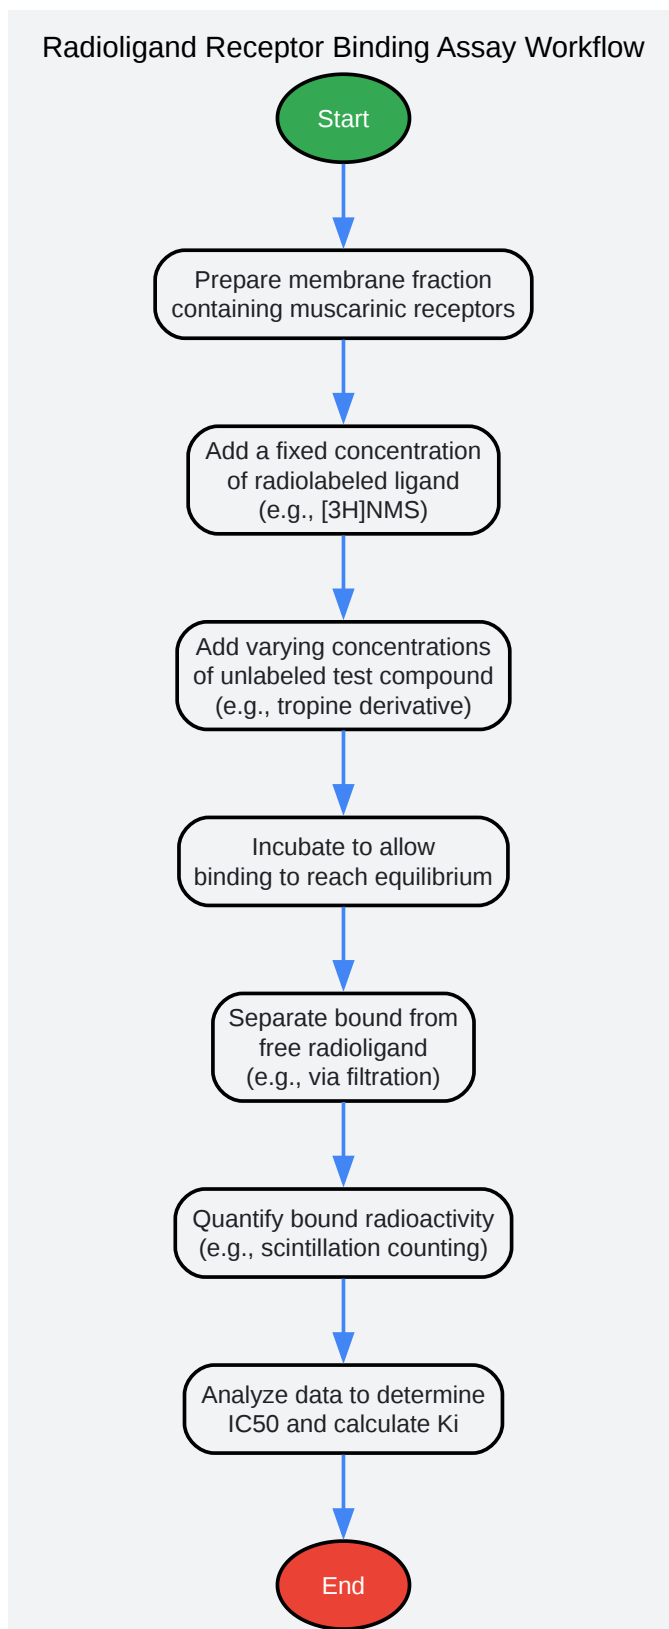 Radioligand Receptor Binding Assay Workflow
Start
Prepare membrane fraction
containing muscarinic receptors
Add a fixed concentration
of radiolabeled ligand
(e.g., [3H]NMS)
Add varying concentrations
of unlabeled test compound
(e.g., tropine derivative)
Incubate to allow
binding to reach equilibrium
Separate bound from
free radioligand
(e.g., via filtration)
Quantify bound radioactivity
(e.g., scintillation counting)
Analyze data to determine
IC50 and calculate Ki
End